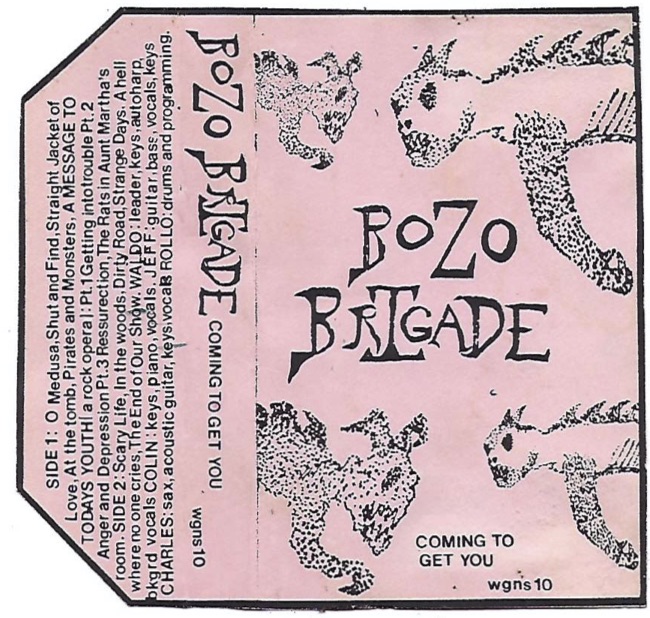 SIDE 1: O Medusa,Shut and Find,Straight Jacket of
Love, At the tomb, Pirates and Monsters, A MESSAGE TO
TODAYS YOUTH(a rock opera): Pt.1Getting intotrouble Pt. 2
Anger and Depression Pt.3 Ressurection,The Rats in Aunt Martha's
room. SIDE 2: Scary Life, In the woods, Dirty Road,Strange Days, A hell
where no one cries, The End of Our Show. WALDO: leader, keys, autoharp,
bkgrd vocals COLIN: keys, piano, vocals, JEFF: guitar, bass, vocals, keys
CHARLES: sax, acoustic guitar, keys,vocals ROLLO: drums and programming.
BOZO BRIGADE COMING TO GET YOU wgns10
BOZO
BRIGADE
COMING TO
GET YOU
wgns 10